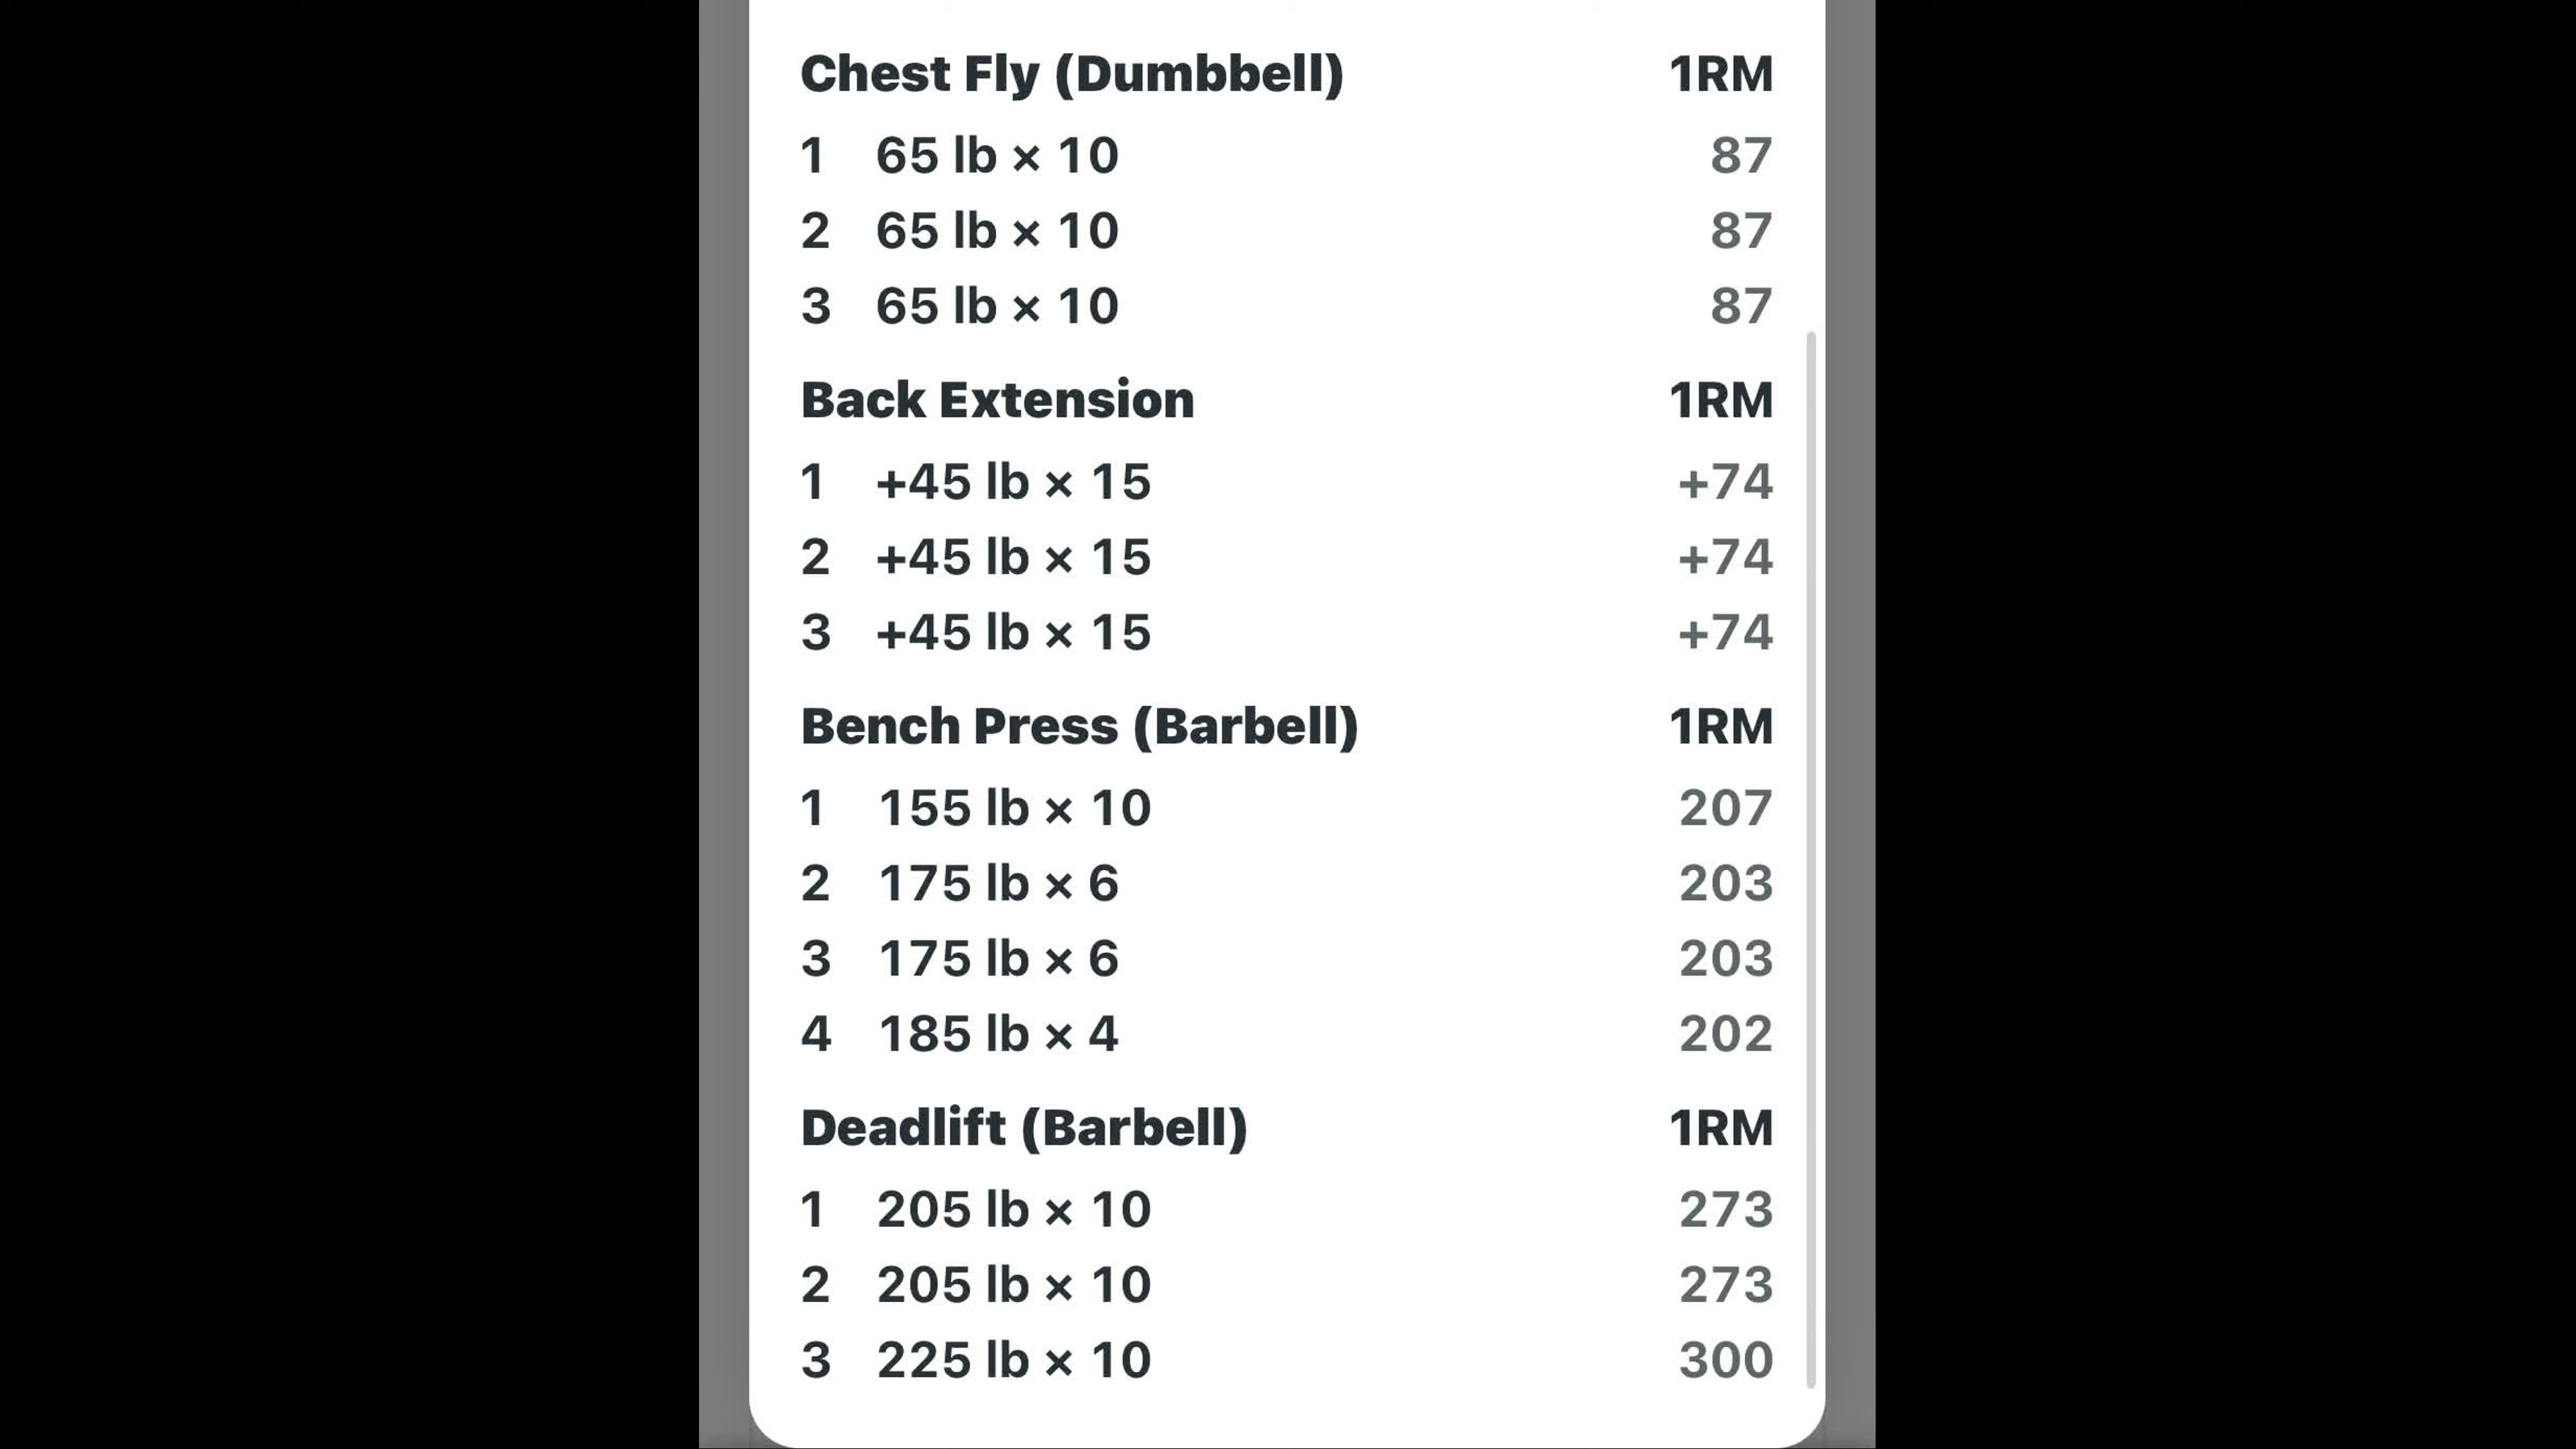 Chest Fly (Dumbbell) 1RM
1 65 lb × 10 87
2 65 lb × 10 87
3 65 lb × 10 87
Back Extension 1RM
1 +45 lb × 15 +74
2 +45 lb × 15 +74
3 +45 lb × 15 +74
Bench Press (Barbell) 1RM
1 155 lb × 10 207
2 175 lb × 6 203
3 175 lb × 6 203
4 185 lb × 4 202
Deadlift (Barbell) 1RM
1 205 lb × 10 273
2 205 lb × 10 273
3 225 lb × 10 300